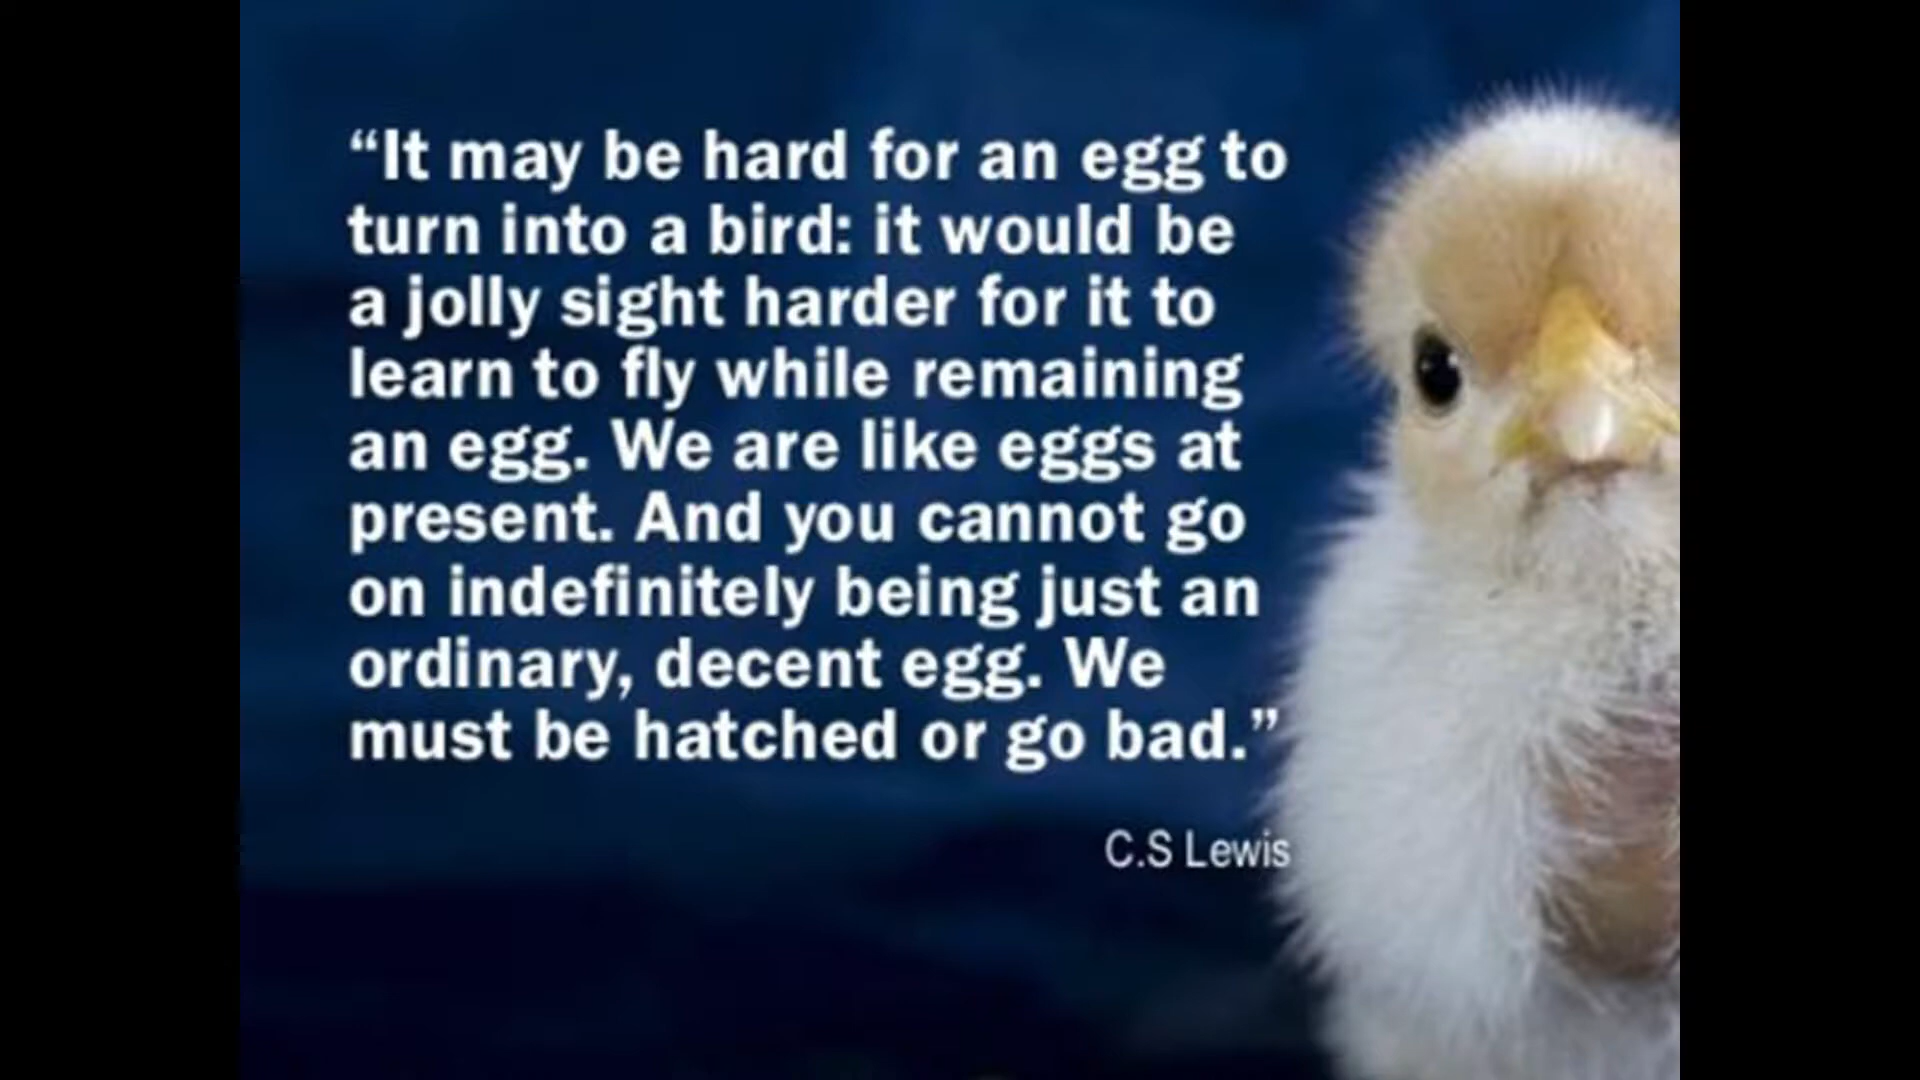 “It may be hard for an egg to
turn into a bird: it would be
a jolly sight harder for it to
learn to fly while remaining
an egg. We are like eggs at
present. And you cannot go
on indefinitely being just an
ordinary, decent egg. We
must be hatched or go bad.”
C.S Lewis